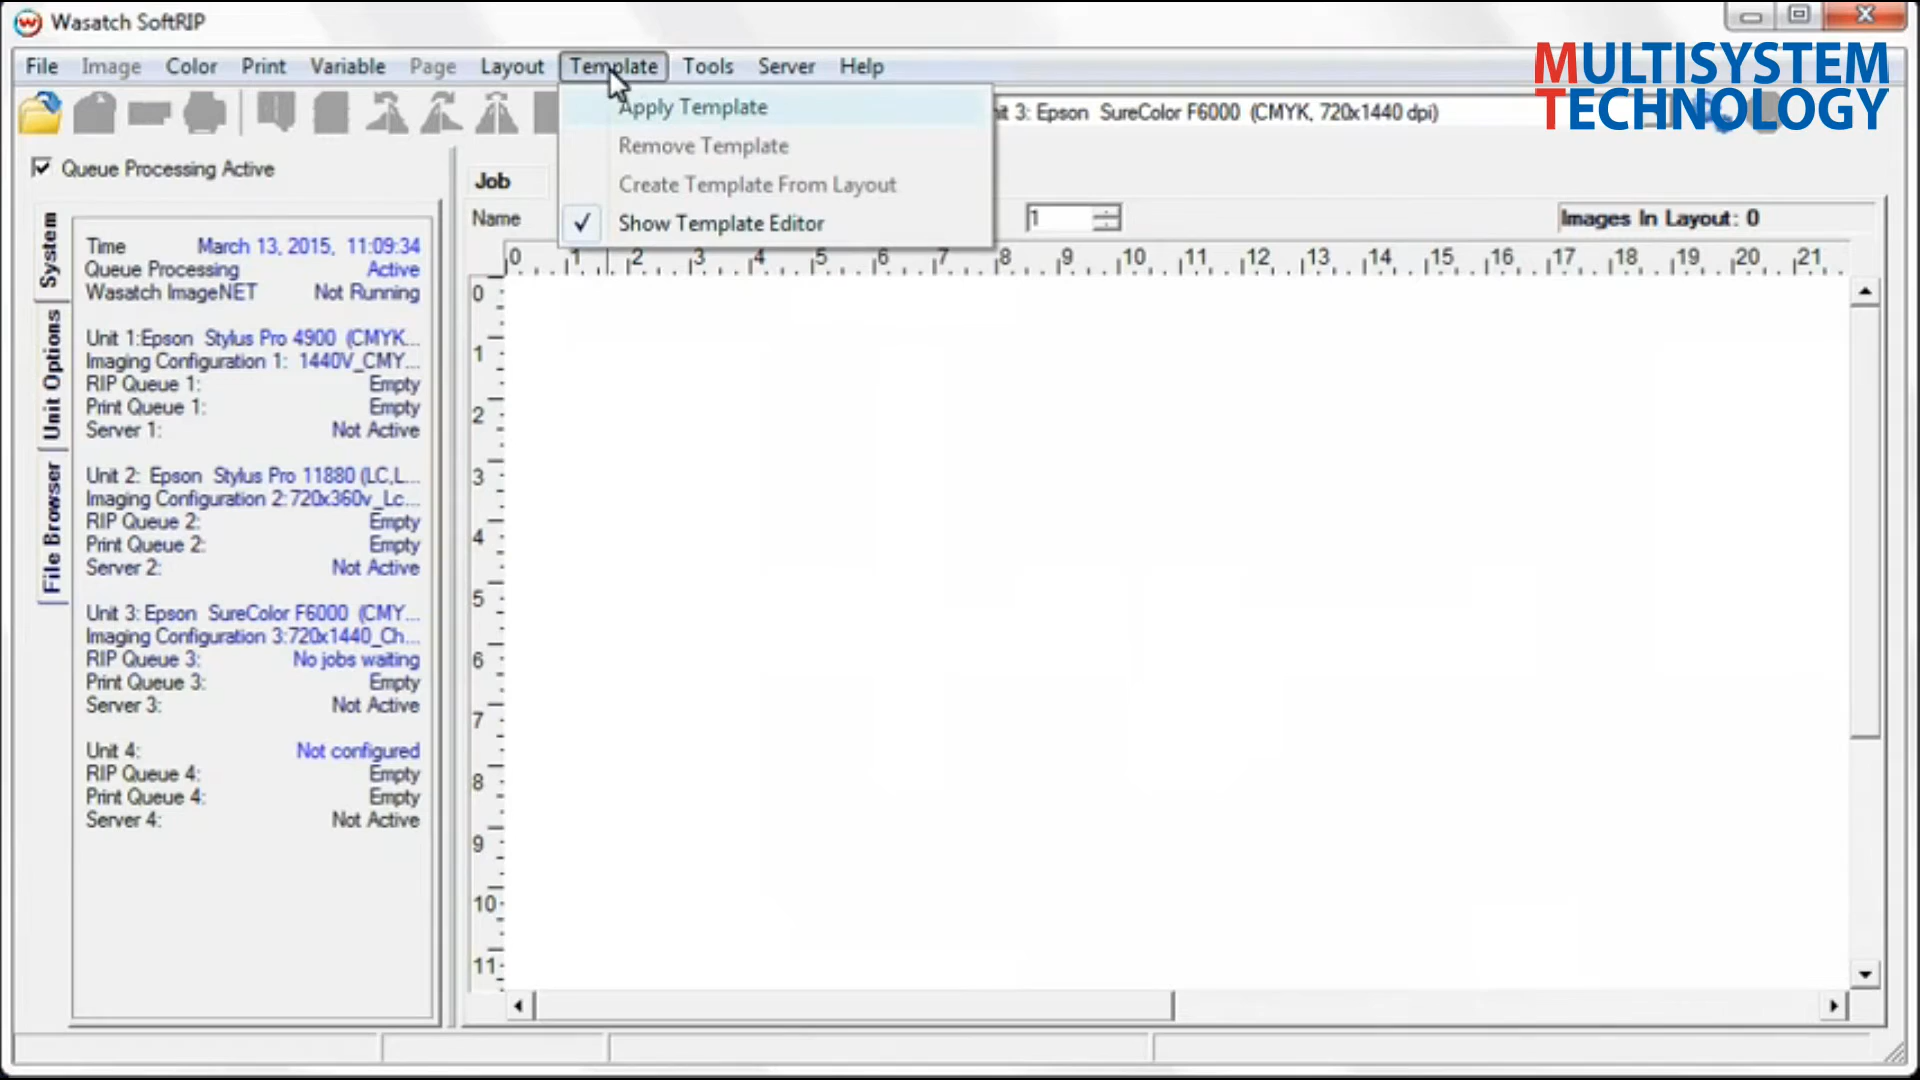 Wasatch SoftRIP
MULTISYSTEM
TECHNOLOGY
File Image Color Print Variable Page Layout Template Tools Server Help
Apply Template
Remove Template
Create Template From Layout
✓ Show Template Editor
3: Epson SureColor F6000 (CMYK, 720x1440 dpi)
Queue Processing Active
System
Unit Options
File Browser
Time March 13, 2015, 11:09:34
Queue Processing Active
Wasatch ImageNET Not Running
Unit 1:Epson Stylus Pro 4900 (CMYK...
Imaging Configuration 1: 1440V_CMY...
RIP Queue 1: Empty
Print Queue 1: Empty
Server 1: Not Active
Unit 2: Epson Stylus Pro 11880 (LC,L...
Imaging Configuration 2:720x360v_Lc...
RIP Queue 2: Empty
Print Queue 2: Empty
Server 2: Not Active
Unit 3: Epson SureColor F6000 (CMY...
Imaging Configuration 3:720x1440_Ch...
RIP Queue 3: No jobs waiting
Print Queue 3: Empty
Server 3: Not Active
Unit 4: Not configured
RIP Queue 4: Empty
Print Queue 4: Empty
Server 4: Not Active
Job
Name
1
Images In Layout: 0
0 1 2 3 4 5 6 7 8 9 10 11 12 13 14 15 16 17 18 19 20 21
0
1
2
3
4
5
6
7
8
9
10
11